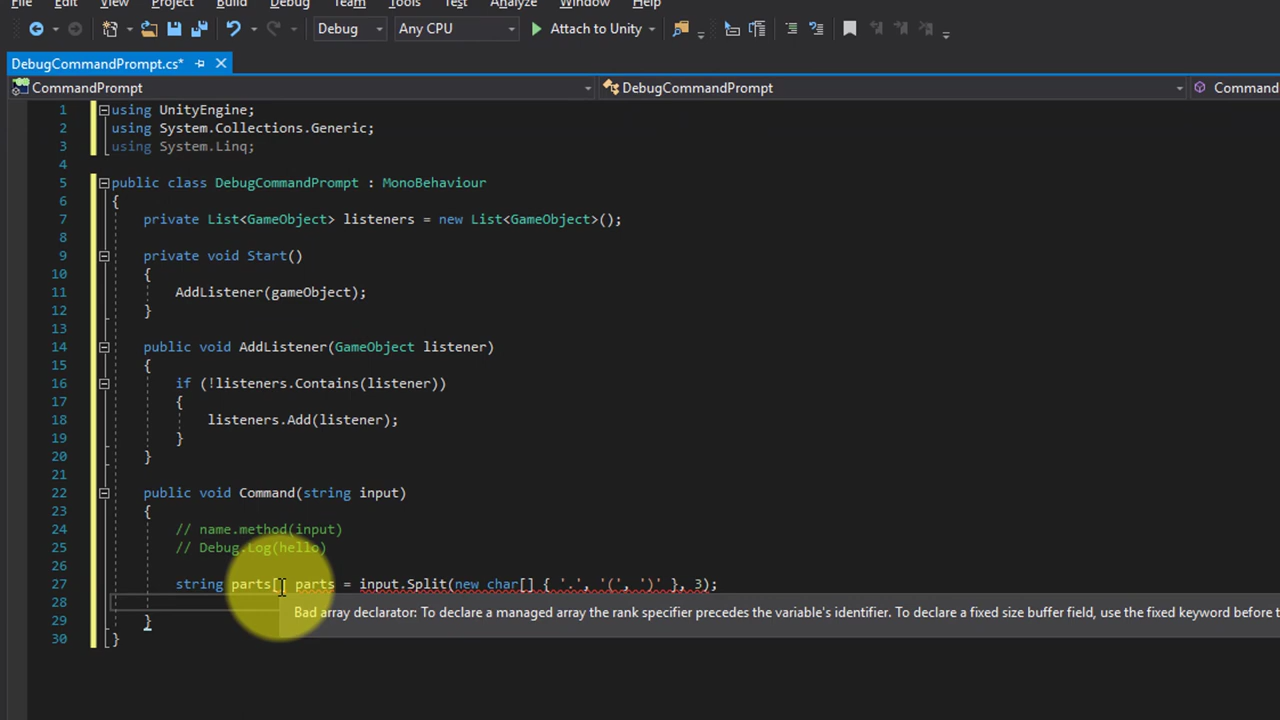 File Edit View Project Build Debug Team Tools Test Analyze Window Help
Debug Any CPU Attach to Unity
DebugCommandPrompt.cs*
CommandPrompt DebugCommandPrompt Command
1 using UnityEngine;
2 using System.Collections.Generic;
3 using System.Linq;
4
5 public class DebugCommandPrompt : MonoBehaviour
6 {
7 private List<GameObject> listeners = new List<GameObject>();
8
9 private void Start()
10 {
11 AddListener(gameObject);
12 }
13
14 public void AddListener(GameObject listener)
15 {
16 if (!listeners.Contains(listener))
17 {
18 listeners.Add(listener);
19 }
20 }
21
22 public void Command(string input)
23 {
24 // name.method(input)
25 // Debug.Log(hello)
26
27 string parts[] parts = input.Split(new char[] { '.', '(', ')' }, 3);
28
Bad array declarator: To declare a managed array the rank specifier precedes the variable's identifier. To declare a fixed size buffer field, use the fixed keyword before t
29 }
30 }